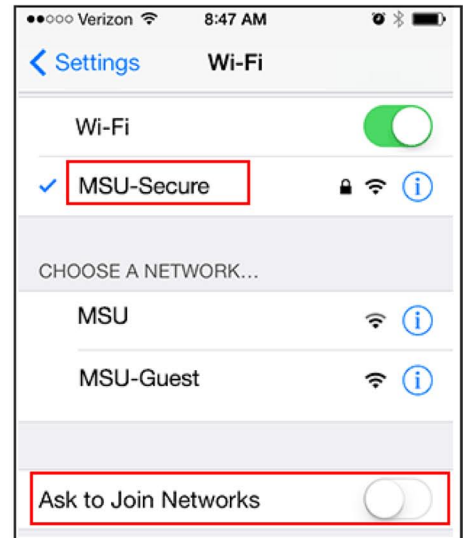 Verizon 8:47 AM
Settings Wi-Fi
Wi-Fi
MSU-Secure
CHOOSE A NETWORK...
MSU
MSU-Guest
Ask to Join Networks